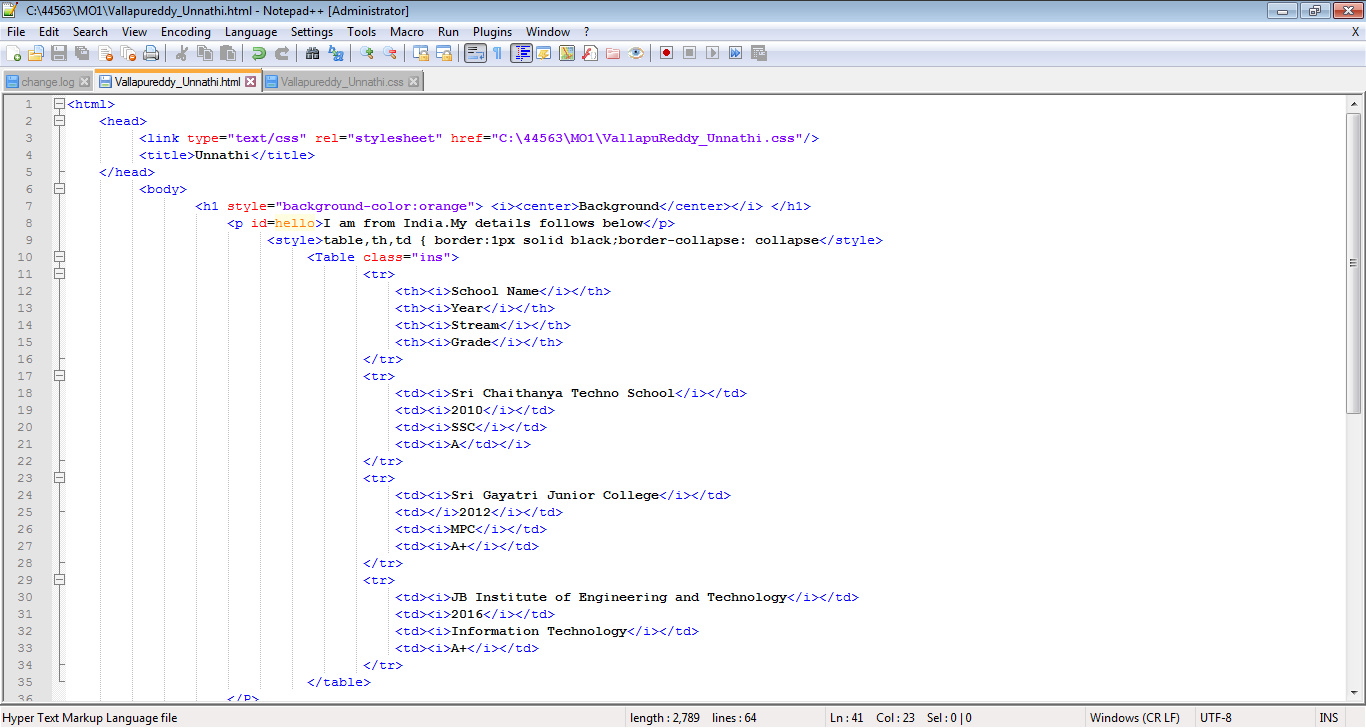 C:\44563\MO1\Vallapureddy_Unnathi.html - Notepad++ [Administrator]
File Edit Search View Encoding Language Settings Tools Macro Run Plugins Window ? X
change.log Vallapureddy_Unnathi.html Vallapureddy_Unnathi.css
1 <html>
2 <head>
3 <link type="text/css" rel="stylesheet" href="C:\44563\MO1\VallapuReddy_Unnathi.css"/>
4 <title>Unnathi</title>
5 </head>
6 <body>
7 <h1 style="background-color:orange"> <i><center>Background</center></i> </h1>
8 <p id=hello>I am from India.My details follows below</p>
9 <style>table,th,td { border:1px solid black;border-collapse: collapse</style>
10 <Table class="ins">
11 <tr>
12 <th><i>School Name</i></th>
13 <th><i>Year</i></th>
14 <th><i>Stream</i></th>
15 <th><i>Grade</i></th>
16 </tr>
17 <tr>
18 <td><i>Sri Chaithanya Techno School</i></td>
19 <td><i>2010</i></td>
20 <td><i>SSC</i></td>
21 <td><i>A</td></i>
22 </tr>
23 <tr>
24 <td><i>Sri Gayatri Junior College</i></td>
25 <td></i>2012</i></td>
26 <td><i>MPC</i></td>
27 <td><i>A+</i></td>
28 </tr>
29 <tr>
30 <td><i>JB Institute of Engineering and Technology</i></td>
31 <td><i>2016</i></td>
32 <td><i>Information Technology</i></td>
33 <td><i>A+</i></td>
34 </tr>
35 </table>
36 </P>
Hyper Text Markup Language file length : 2,789 lines : 64 Ln : 41 Col : 23 Sel : 0 | 0 Windows (CR LF) UTF-8 INS